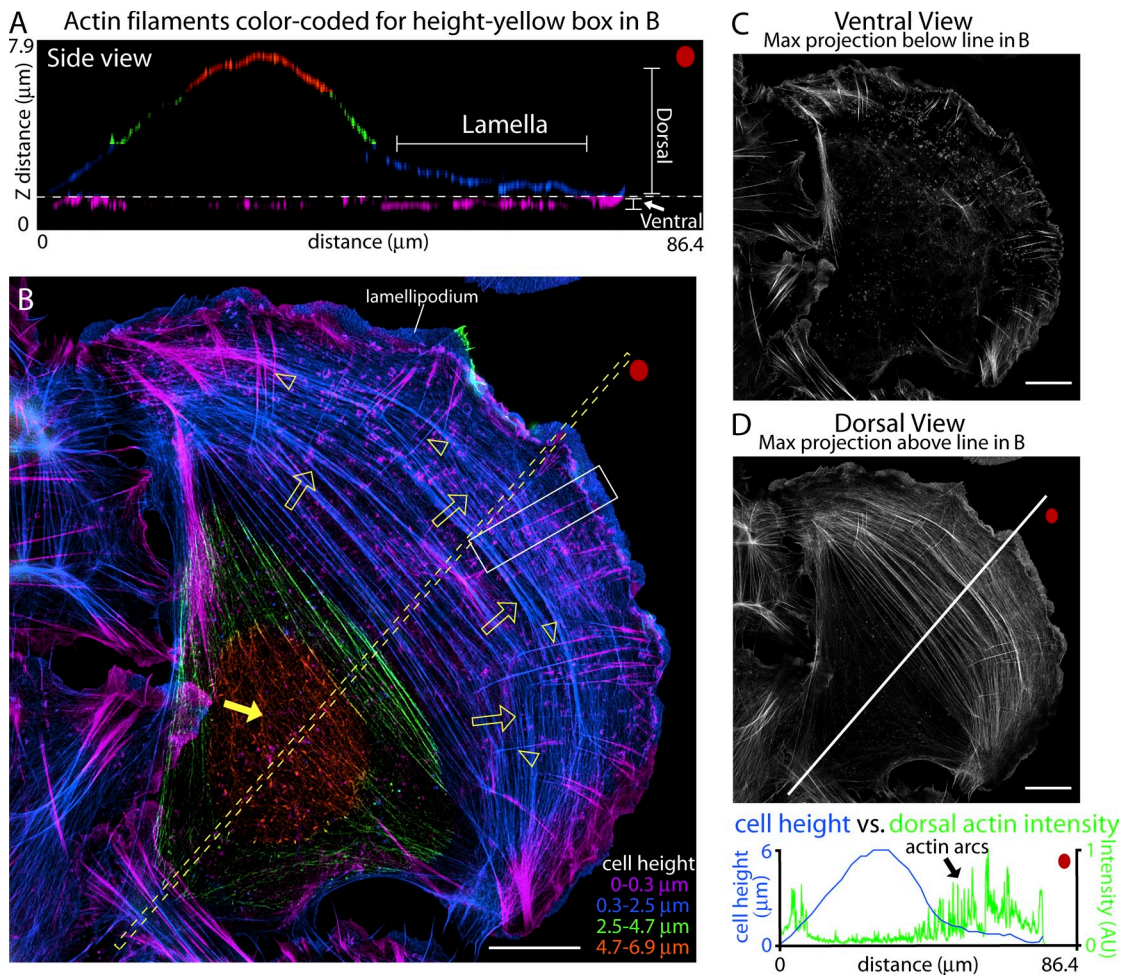 A Actin filaments color-coded for height-yellow box in B
7.9
Side view
Z distance (μm)
Lamella
Dorsal
Ventral
0
0
distance (μm)
86.4
B
lamellipodium
cell height
0-0.3 μm
0.3-2.5 μm
2.5-4.7 μm
4.7-6.9 μm
C Ventral View
Max projection below line in B
D Dorsal View
Max projection above line in B
cell height vs. dorsal actin intensity
actin arcs
6
cell height
(μm)
0
1
Intensity (AU)
0
0
distance (μm)
86.4